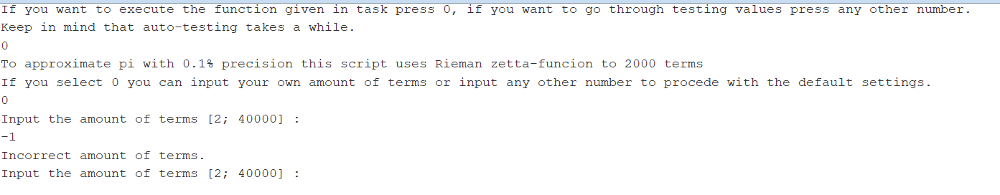 If you want to execute the function given in task press 0, if you want to go through testing values press any other number.
Keep in mind that auto-testing takes a while.
0
To approximate pi with 0.1% precision this script uses Rieman zetta-funcion to 2000 terms
If you select 0 you can input your own amount of terms or input any other number to procede with the default settings.
0
Input the amount of terms [2; 40000] :
-1
Incorrect amount of terms.
Input the amount of terms [2; 40000] :